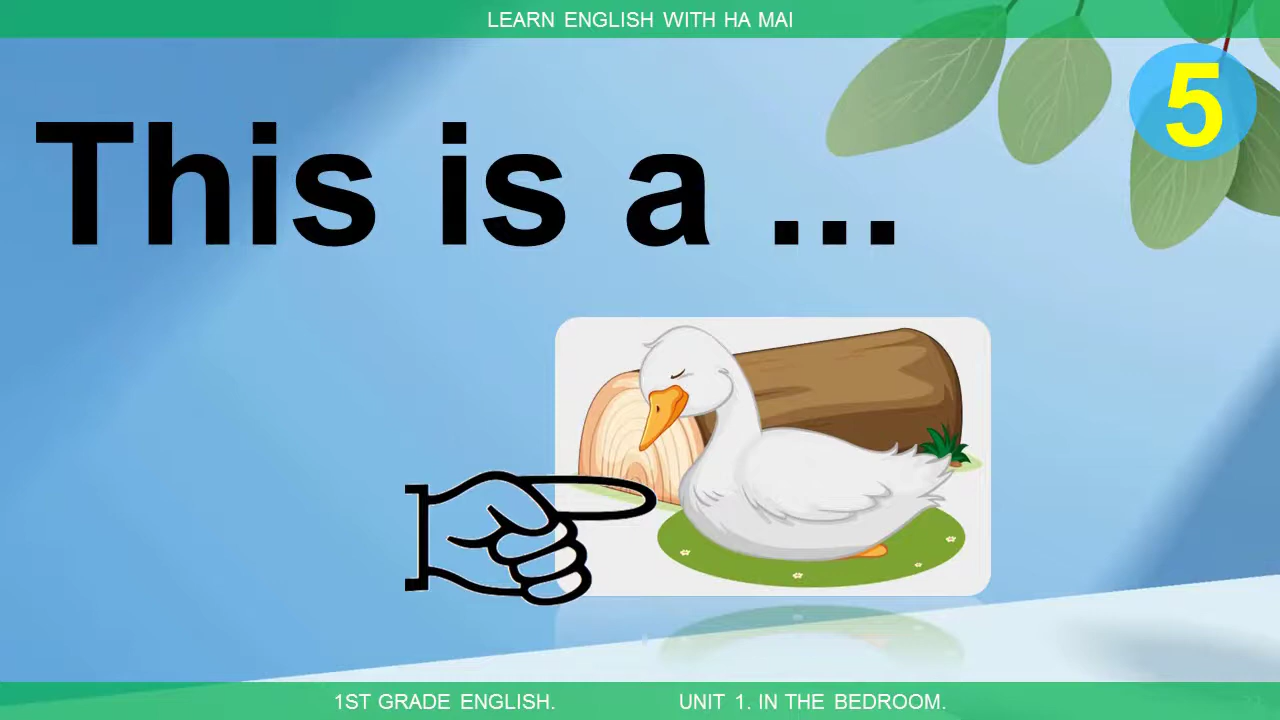 LEARN ENGLISH WITH HA MAI
5
This is a ...
1ST GRADE ENGLISH. UNIT 1. IN THE BEDROOM.